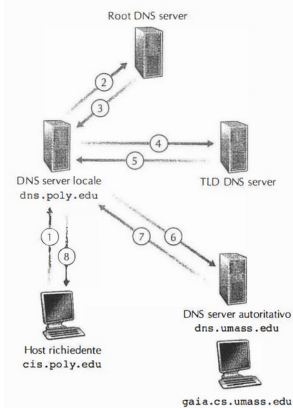 Root DNS server
2
3
4
5
DNS server locale
dns.poly.edu
TLD DNS server
1
8
7
6
DNS server autoritativo
dns.umass.edu
Host richiedente
cis.poly.edu
gaia.cs.umass.edu